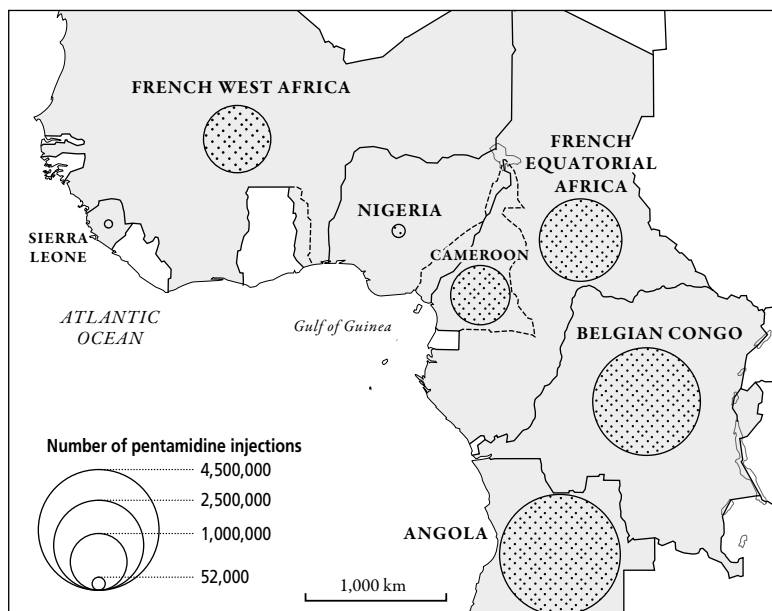 FRENCH WEST AFRICA
FRENCH
EQUATORIAL
AFRICA
NIGERIA
SIERRA
LEONE
CAMEROON
ATLANTIC
OCEAN
Gulf of Guinea
BELGIAN CONGO
Number of pentamidine injections
4,500,000
2,500,000
1,000,000
52,000
ANGOLA
1,000 km